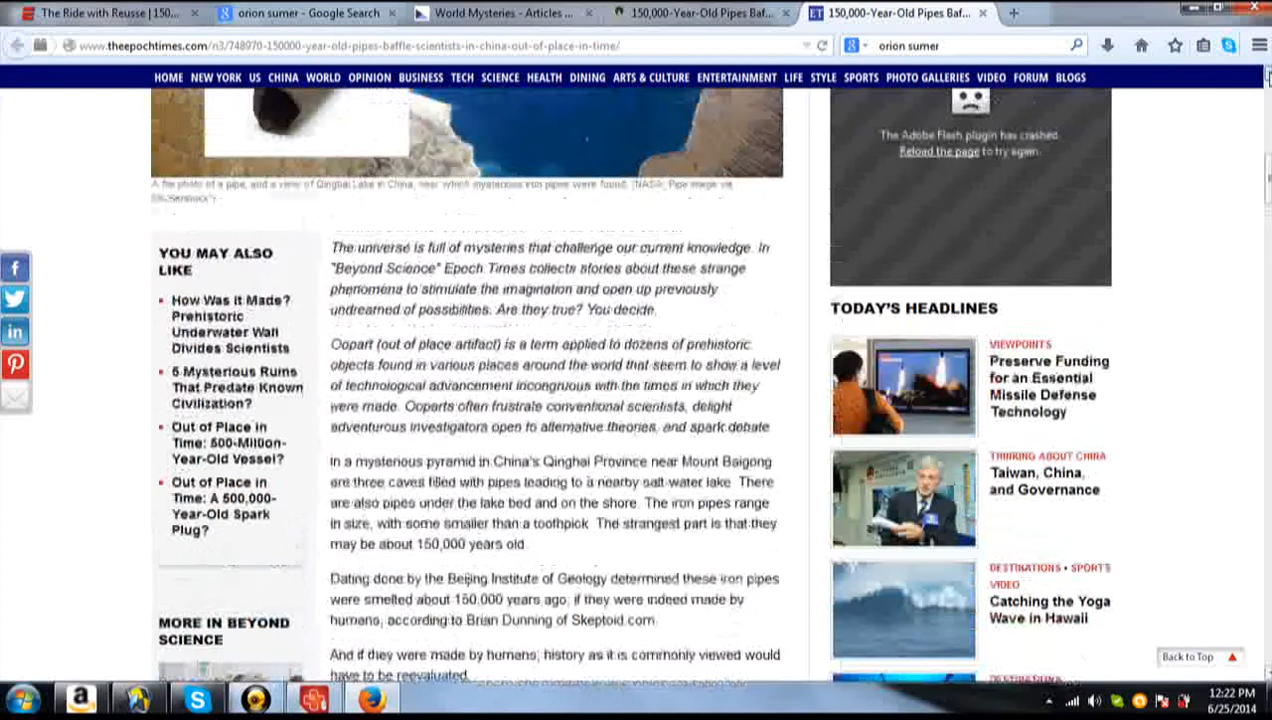 The Ride with Reusse | 150...
orion sumer - Google Search
World Mysteries - Articles ...
150,000-Year-Old Pipes Baf...
ET 150,000-Year-Old Pipes Baf...
www.theepochtimes.com/n3/748970-150000-year-old-pipes-baffle-scientists-in-china-out-of-place-in-time/
orion sumer
HOME NEW YORK US CHINA WORLD OPINION BUSINESS TECH SCIENCE HEALTH DINING ARTS & CULTURE ENTERTAINMENT LIFE STYLE SPORTS PHOTO GALLERIES VIDEO FORUM BLOGS
The Adobe Flash plugin has crashed.
Reload the page to try again.
A file photo of a pipe, and a view of Qinghai Lake in China, near which mysterious iron pipes were found. (NASA; Pipe image via
YOU MAY ALSO
LIKE
How Was it Made?
Prehistoric
Underwater Wall
Divides Scientists
6 Mysterious Ruins
That Predate Known
Civilization?
Out of Place in
Time: 500-Million-
Year-Old Vessel?
Out of Place in
Time: A 500,000-
Year-Old Spark
Plug?
MORE IN BEYOND
SCIENCE
The universe is full of mysteries that challenge our current knowledge. In
"Beyond Science" Epoch Times collects stories about these strange
phenomena to stimulate the imagination and open up previously
undreamed of possibilities. Are they true? You decide.
Oopart (out of place artifact) is a term applied to dozens of prehistoric
objects found in various places around the world that seem to show a level
of technological advancement incongruous with the times in which they
were made. Ooparts often frustrate conventional scientists, delight
adventurous investigators open to alternative theories, and spark debate
In a mysterious pyramid in China's Qinghai Province near Mount Baigong
are three caves filled with pipes leading to a nearby salt-water lake. There
are also pipes under the lake bed and on the shore. The iron pipes range
in size, with some smaller than a toothpick. The strangest part is that they
may be about 150,000 years old.
Dating done by the Beijing Institute of Geology determined these iron pipes
were smelted about 150,000 years ago, if they were indeed made by
humans, according to Brian Dunning of Skeptoid.com.
And if they were made by humans, history as it is commonly viewed would
have to be reevaluated.
TODAY'S HEADLINES
VIEWPOINTS
Preserve Funding
for an Essential
Missile Defense
Technology
THINKING ABOUT CHINA
Taiwan, China,
and Governance
DESTINATIONS • SPORTS
VIDEO
Catching the Yoga
Wave in Hawaii
Back to Top
12:22 PM
6/25/2014